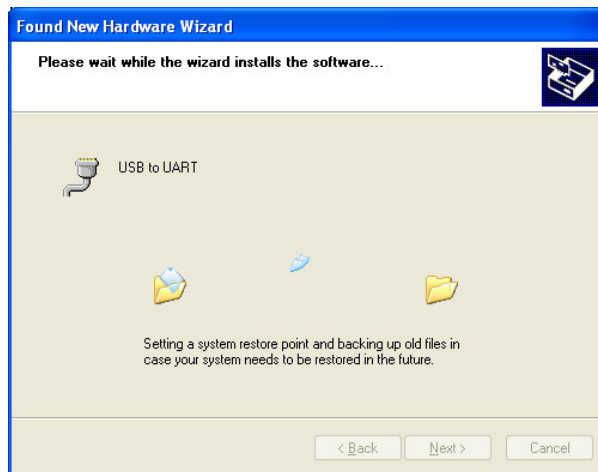 Found New Hardware Wizard
Please wait while the wizard installs the software...
USB to UART
Setting a system restore point and backing up old files in
case your system needs to be restored in the future.
< Back
Next >
Cancel